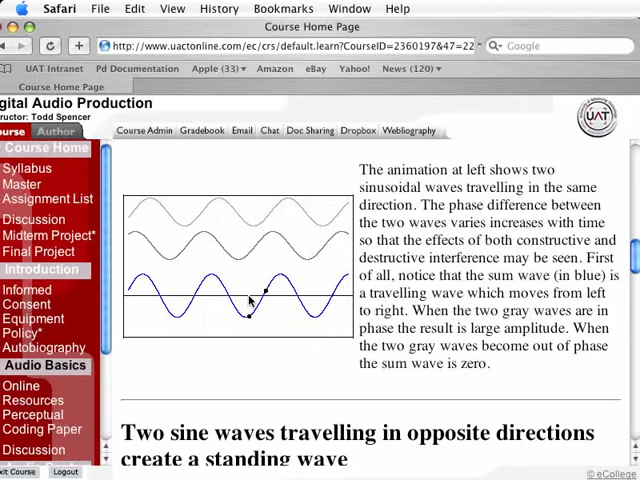 Safari File Edit View History Bookmarks Window Help
Course Home Page
http://www.uactonline.com/ec/crs/default.learn?CourseID=2360197&47=22 Google
UAT Intranet Pd Documentation Apple (33) Amazon eBay Yahoo! News (120)
Course Home Page
gital Audio Production
ructor: Todd Spencer
ourse Author Course Admin Gradebook Email Chat Doc Sharing Dropbox Webliography
UAT
Course Home
Syllabus
Master
Assignment List
Discussion
Midterm Project*
Final Project
Introduction
Informed
Consent
Equipment
Policy*
Autobiography
Audio Basics
Online
Resources
Perceptual
Coding Paper
Discussion
xit Course Logout
The animation at left shows two
sinusoidal waves travelling in the same
direction. The phase difference between
the two waves varies increases with time
so that the effects of both constructive and
destructive interference may be seen. First
of all, notice that the sum wave (in blue) is
a travelling wave which moves from left
to right. When the two gray waves are in
phase the result is large amplitude. When
the two gray waves become out of phase
the sum wave is zero.
Two sine waves travelling in opposite directions
create a standing wave
© eCollege